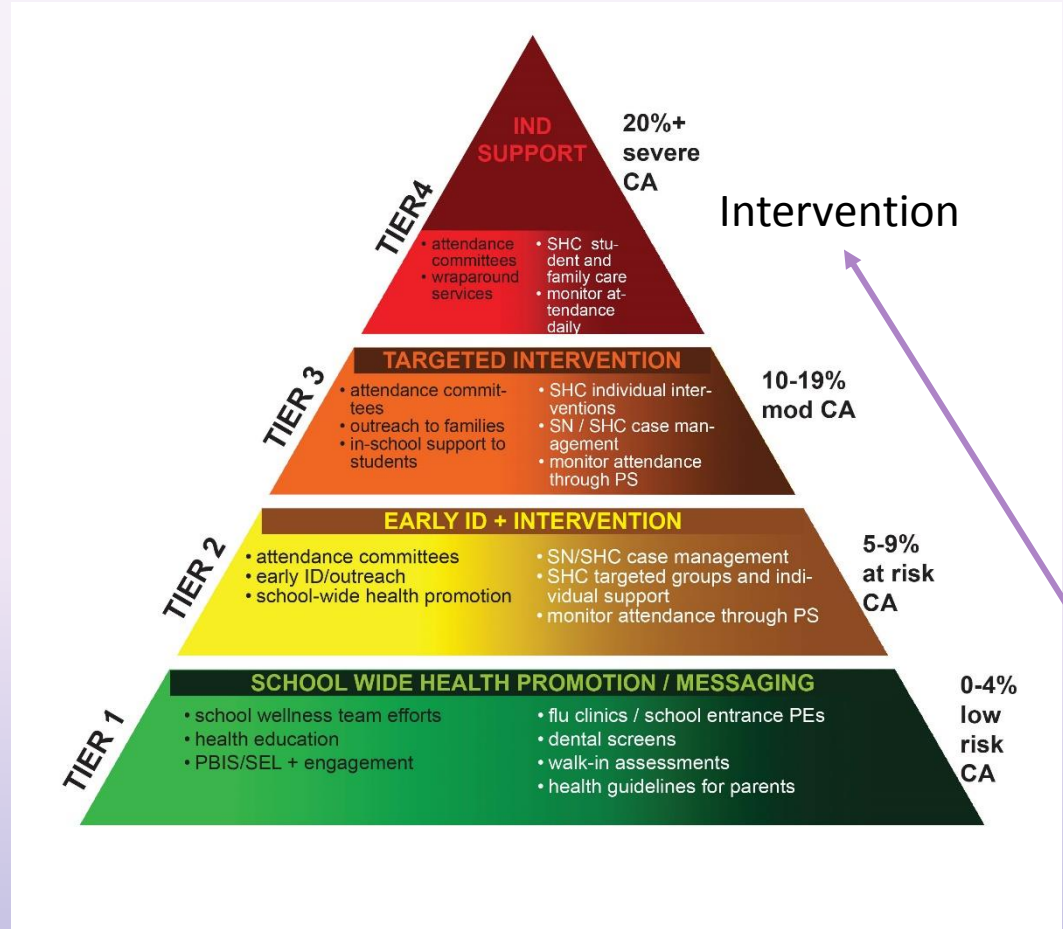 IND
SUPPORT
20%+
severe
CA
Intervention
TIER4
• attendance
committees
• wraparound
services
• SHC stu-
dent and
family care
• monitor at-
tendance
daily
TARGETED INTERVENTION
10-19%
mod CA
TIER 3
• attendance commit-
tees
• outreach to families
• in-school support to
students
• SHC individual inter-
ventions
• SN / SHC case man-
agement
• monitor attendance
through PS
EARLY ID + INTERVENTION
5-9%
at risk
CA
TIER 2
• attendance committees
• early ID/outreach
• school-wide health promotion
• SN/SHC case management
• SHC targeted groups and indi-
vidual support
• monitor attendance through PS
SCHOOL WIDE HEALTH PROMOTION / MESSAGING
0-4%
low
risk
CA
TIER 1
• school wellness team efforts
• health education
• PBIS/SEL + engagement
• flu clinics / school entrance PEs
• dental screens
• walk-in assessments
• health guidelines for parents